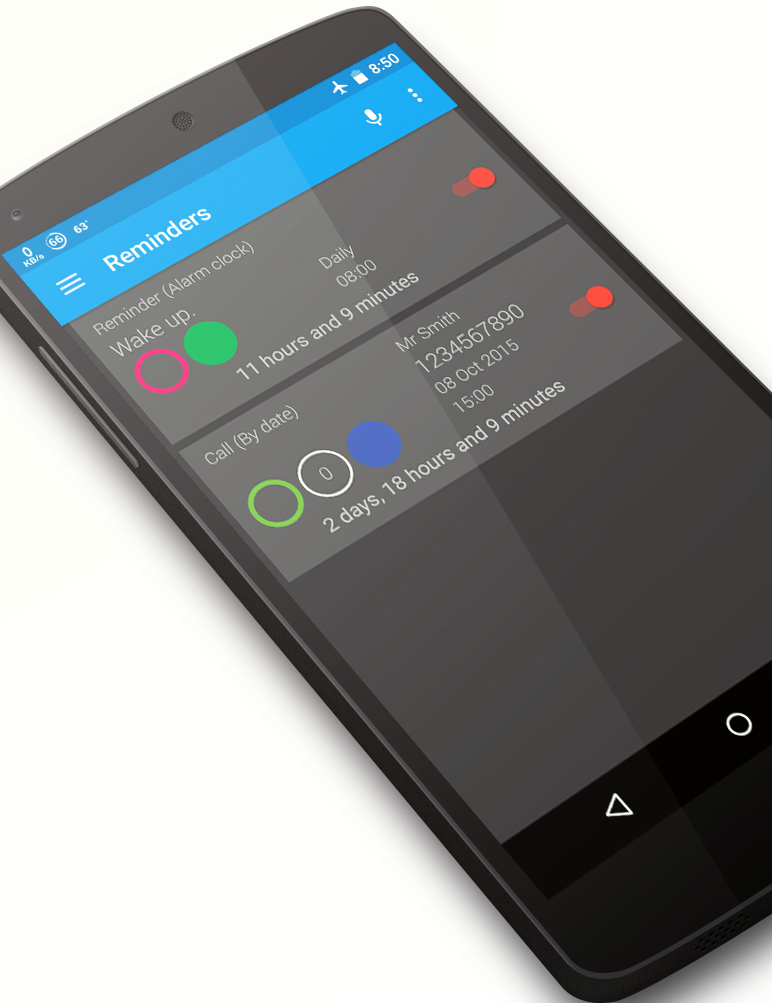 0
KB/s
66
63°
8:50
Reminders
Reminder (Alarm clock)
Wake up.
Daily
08:00
11 hours and 9 minutes
Call (By date)
Mr Smith
1234567890
08 Oct 2015
15:00
0
2 days, 18 hours and 9 minutes